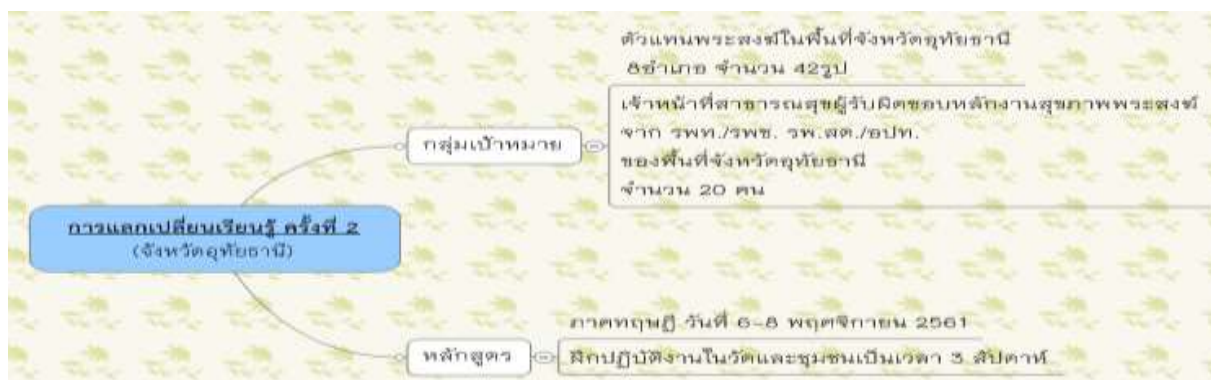 ตัวแทนพระสงฆ์ในพื้นที่จังหวัดอุทัยธานี
8อำเภอ จำนวน 42รูป
เจ้าหน้าที่สาธารณสุขผู้รับผิดชอบหลักงานสุขภาพพระสงฆ์
จาก รพท./รพช. รพ.สต./อปท.
ของพื้นที่จังหวัดอุทัยธานี
จำนวน 20 คน
กลุ่มเป้าหมาย
การแลกเปลี่ยนเรียนรู้ ครั้งที่ 2
(จังหวัดอุทัยธานี)
ภาคทฤษฎี วันที่ 6-8 พฤศจิกายน 2561
หลักสูตร
ฝึกปฏิบัติงานในวัดและชุมชนเป็นเวลา 3 สัปดาห์